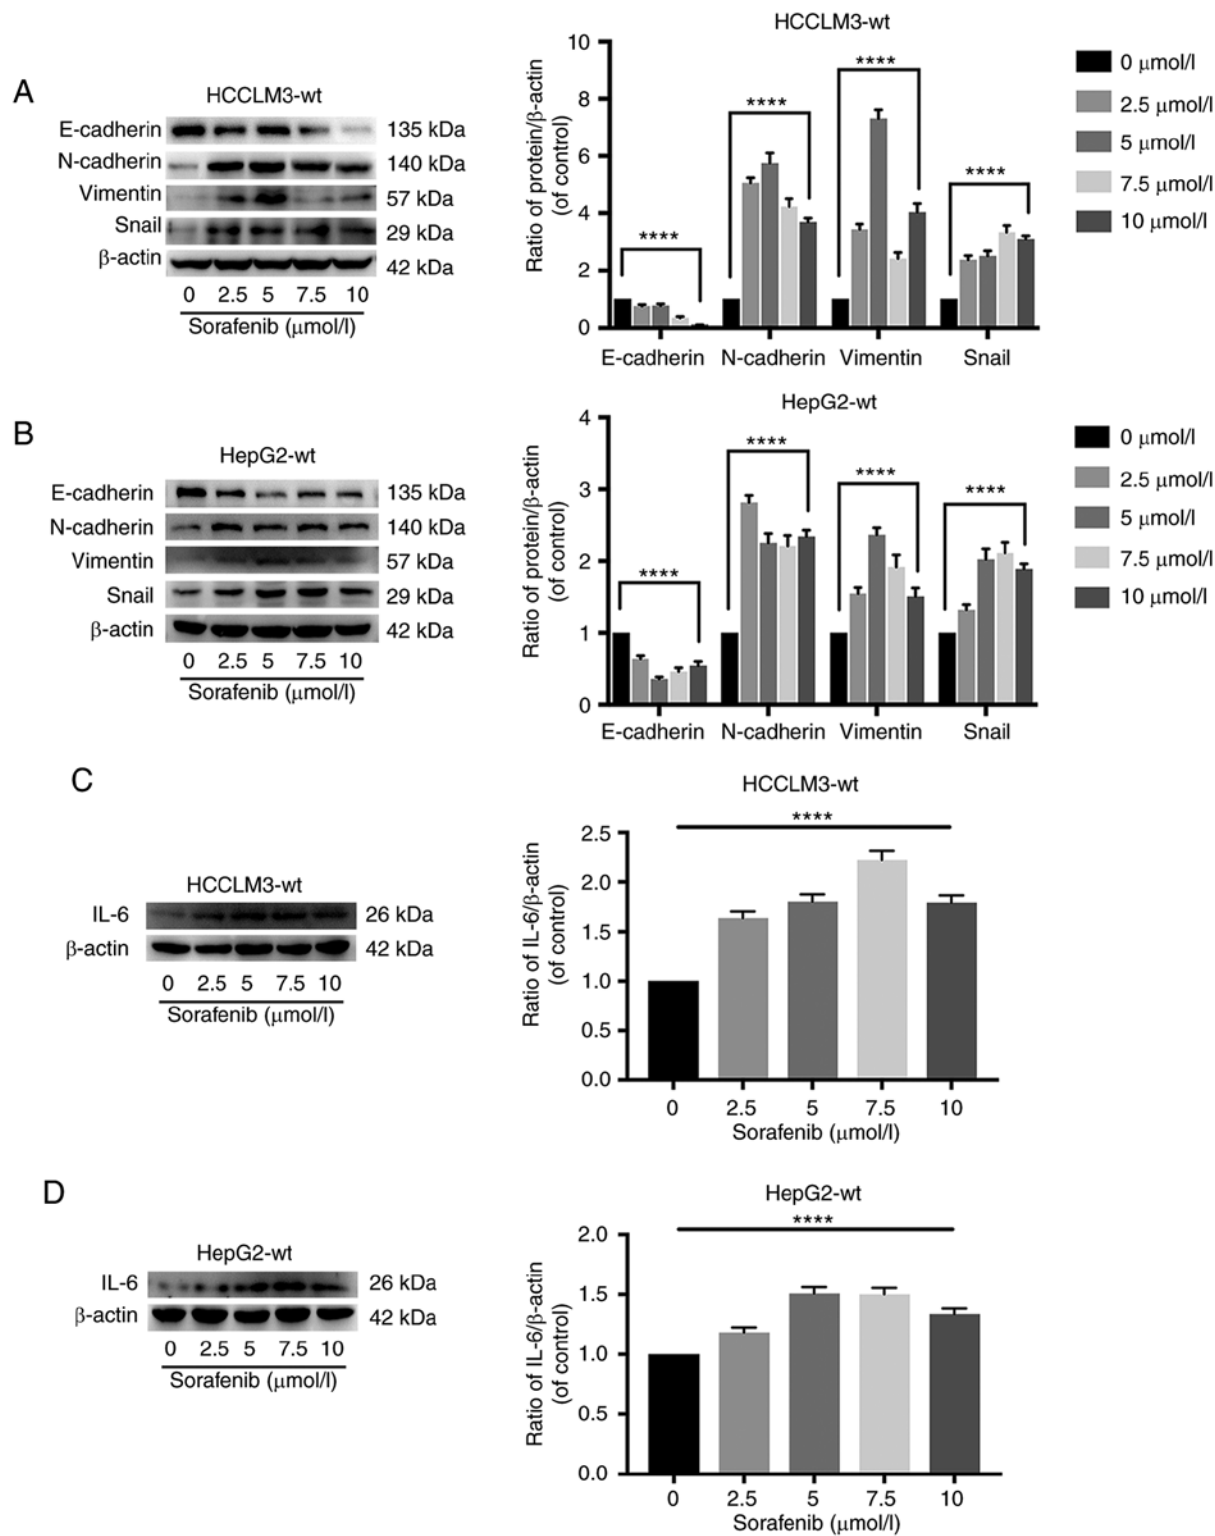 A
HCCLM3-wt
E-cadherin 135 kDa
N-cadherin 140 kDa
Vimentin 57 kDa
Snail 29 kDa
β-actin 42 kDa
0 2.5 5 7.5 10
Sorafenib (μmol/l)
HCCLM3-wt
Ratio of protein/β-actin
(of control)
10
8
6
4
2
0
****
****
****
****
E-cadherin N-cadherin Vimentin Snail
0 μmol/l
2.5 μmol/l
5 μmol/l
7.5 μmol/l
10 μmol/l
B
HepG2-wt
E-cadherin 135 kDa
N-cadherin 140 kDa
Vimentin 57 kDa
Snail 29 kDa
β-actin 42 kDa
0 2.5 5 7.5 10
Sorafenib (μmol/l)
HepG2-wt
Ratio of protein/β-actin
(of control)
4
3
2
1
0
****
****
****
****
E-cadherin N-cadherin Vimentin Snail
0 μmol/l
2.5 μmol/l
5 μmol/l
7.5 μmol/l
10 μmol/l
C
HCCLM3-wt
IL-6 26 kDa
β-actin 42 kDa
0 2.5 5 7.5 10
Sorafenib (μmol/l)
HCCLM3-wt
****
Ratio of IL-6/β-actin
(of control)
2.5
2.0
1.5
1.0
0.5
0.0
0 2.5 5 7.5 10
Sorafenib (μmol/l)
D
HepG2-wt
IL-6 26 kDa
β-actin 42 kDa
0 2.5 5 7.5 10
Sorafenib (μmol/l)
HepG2-wt
****
Ratio of IL-6/β-actin
(of control)
2.0
1.5
1.0
0.5
0.0
0 2.5 5 7.5 10
Sorafenib (μmol/l)